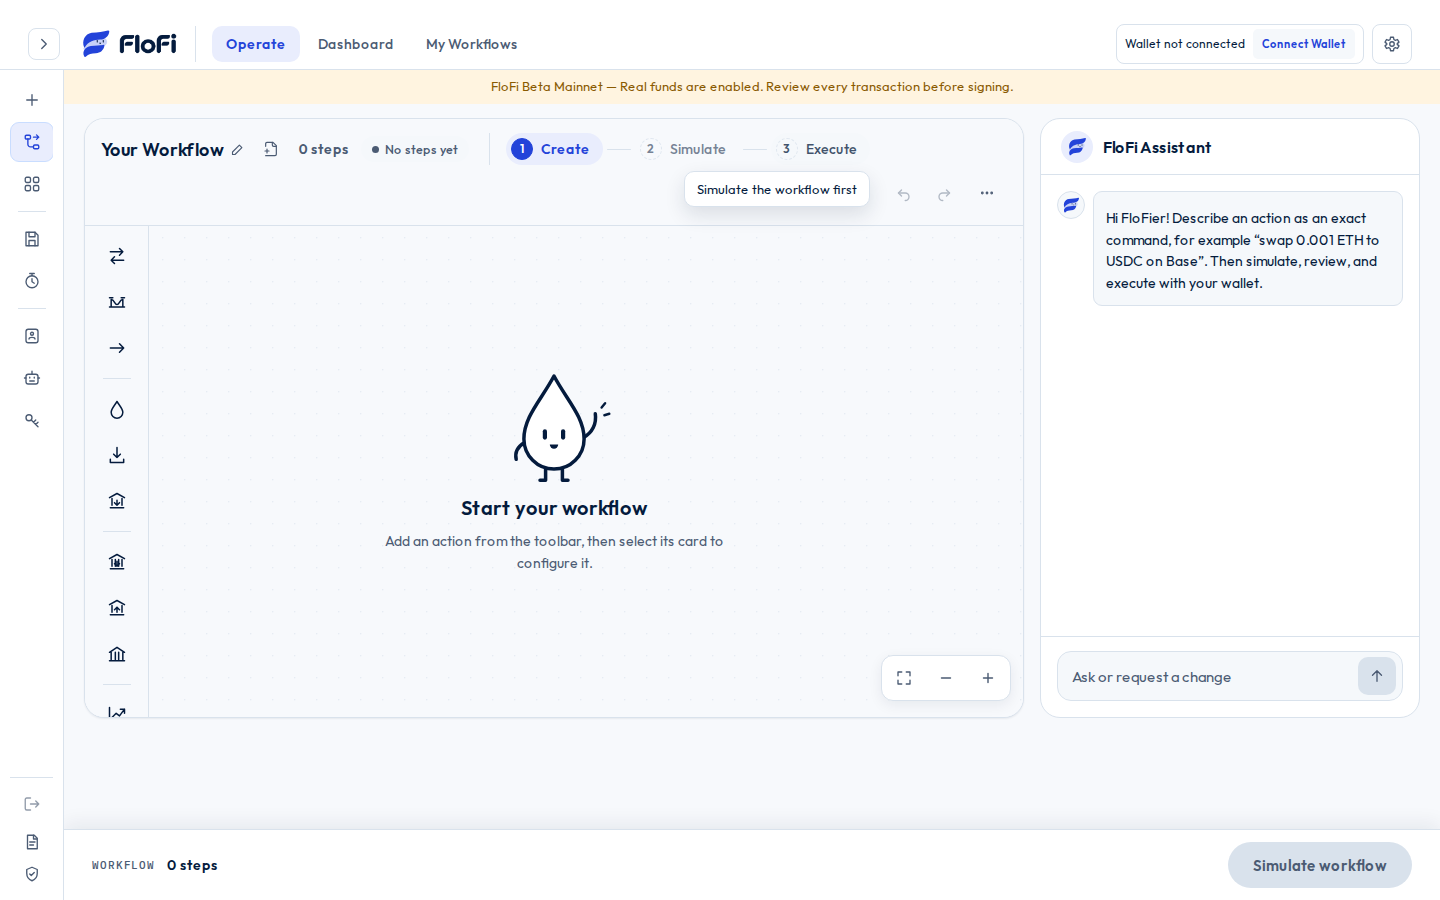 FloFi
Operate
Dashboard
My Workflows
Wallet not connected
Connect Wallet
FloFi Beta Mainnet — Real funds are enabled. Review every transaction before signing.
Your Workflow
0 steps
No steps yet
1 Create
2 Simulate
3 Execute
Simulate the workflow first
FloFi Assistant
Hi FloFier! Describe an action as an exact
command, for example “swap 0.001 ETH to
USDC on Base”. Then simulate, review, and
execute with your wallet.
Start your workflow
Add an action from the toolbar, then select its card to
configure it.
Ask or request a change
WORKFLOW 0 steps
Simulate workflow